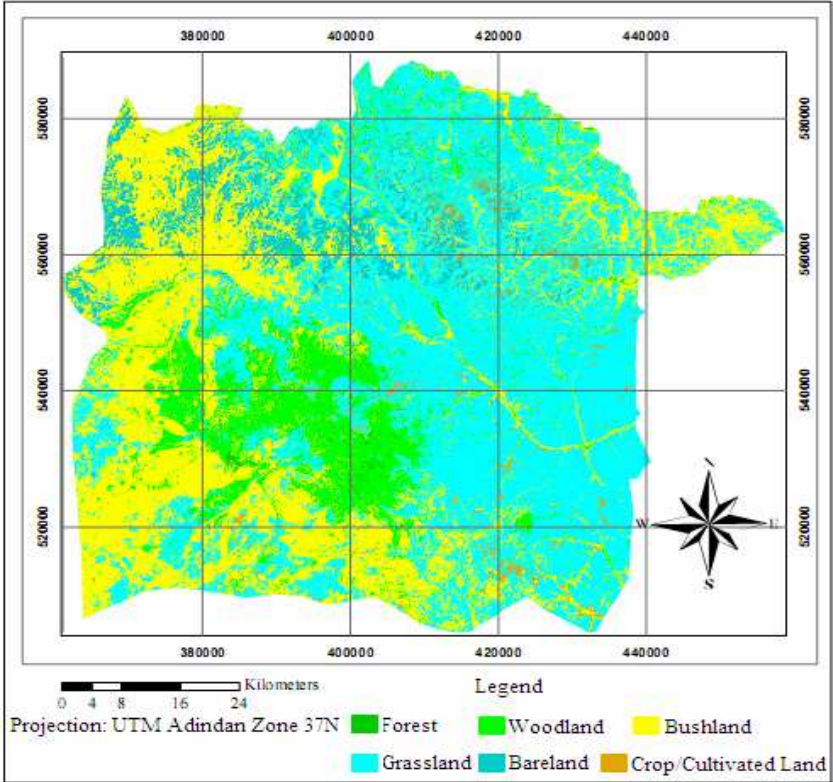 380000 400000 420000 440000
580000 580000
560000 560000
540000 540000
520000 520000
N
W E
S
380000 400000 420000 440000
Kilometers
0 4 8 16 24
Legend
Projection: UTM Adindan Zone 37N
Forest Woodland Bushland
Grassland Bareland Crop/Cultivated Land